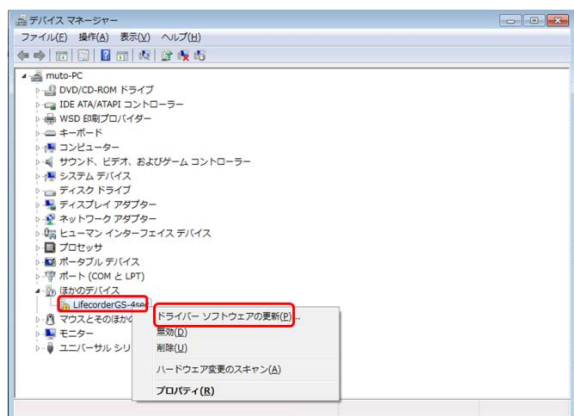 デバイス マネージャー
ファイル(F) 操作(A) 表示(V) ヘルプ(H)
muto-PC
DVD/CD-ROM ドライブ
IDE ATA/ATAPI コントローラー
WSD 印刷プロバイダー
キーボード
コンピューター
サウンド、ビデオ、およびゲーム コントローラー
システム デバイス
ディスク ドライブ
ディスプレイ アダプター
ネットワーク アダプター
ヒューマン インターフェイス デバイス
プロセッサ
ポータブル デバイス
ポート (COM と LPT)
ほかのデバイス
LifecorderGS-4sec
マウスとそのほか
モニター
ユニバーサル シリ
ドライバー ソフトウェアの更新(P)...
無効(D)
削除(U)
ハードウェア変更のスキャン(A)
プロパティ(R)